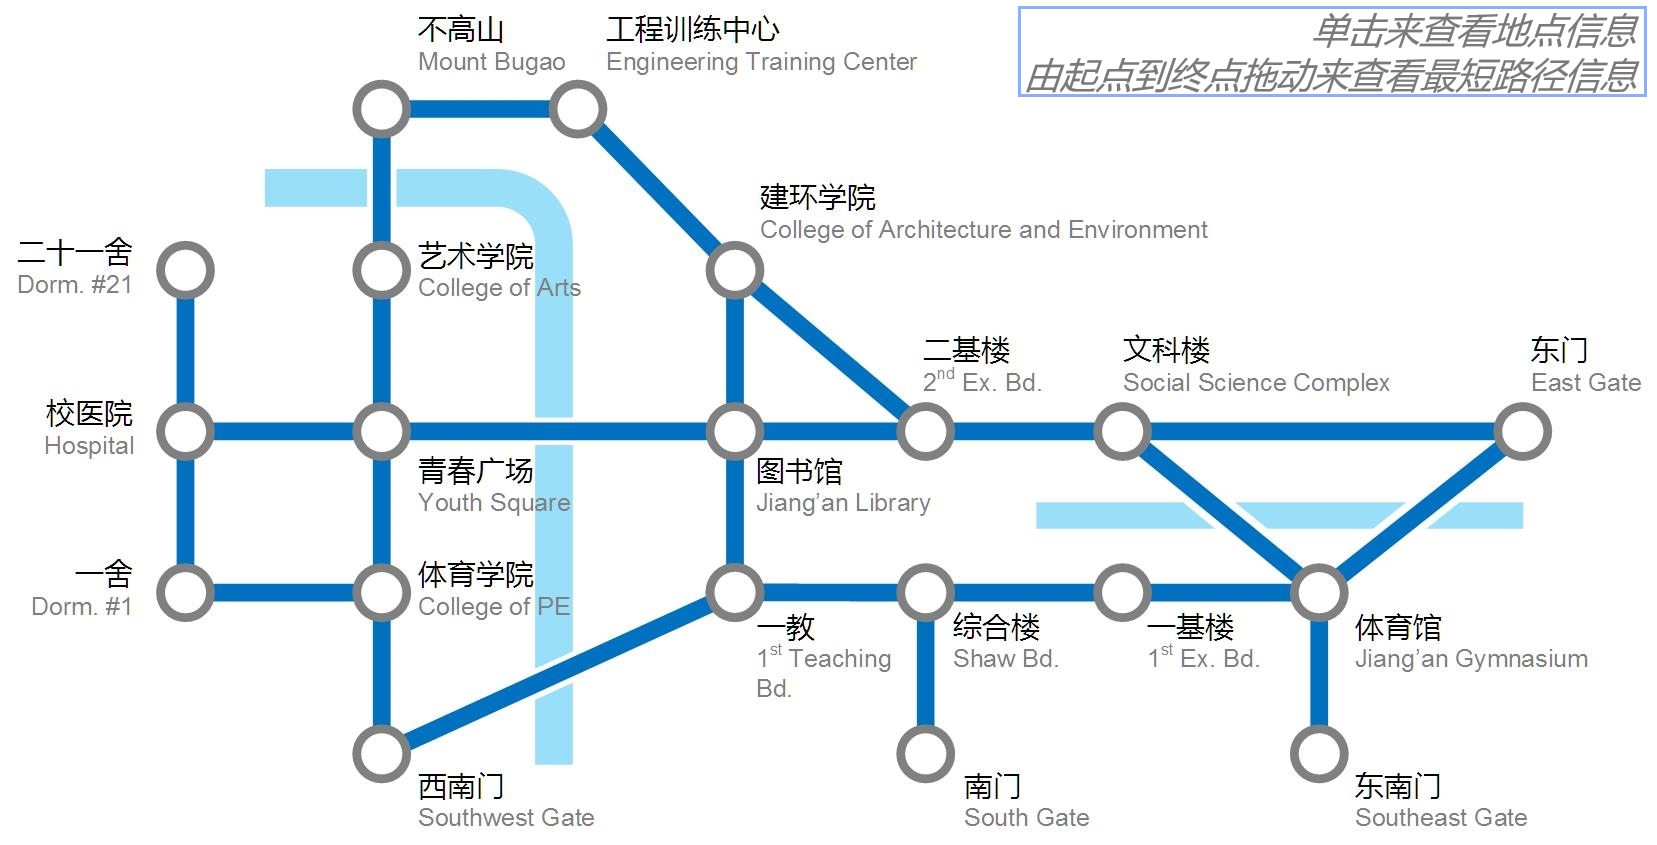 不高山
Mount Bugao
工程训练中心
Engineering Training Center
单击来查看地点信息
由起点到终点拖动来查看最短路径信息
建环学院
College of Architecture and Environment
二十一舍
Dorm. #21
艺术学院
College of Arts
二基楼
2nd Ex. Bd.
文科楼
Social Science Complex
东门
East Gate
校医院
Hospital
青春广场
Youth Square
图书馆
Jiang’an Library
一舍
Dorm. #1
体育学院
College of PE
一教
1st Teaching
Bd.
综合楼
Shaw Bd.
一基楼
1st Ex. Bd.
体育馆
Jiang’an Gymnasium
西南门
Southwest Gate
南门
South Gate
东南门
Southeast Gate